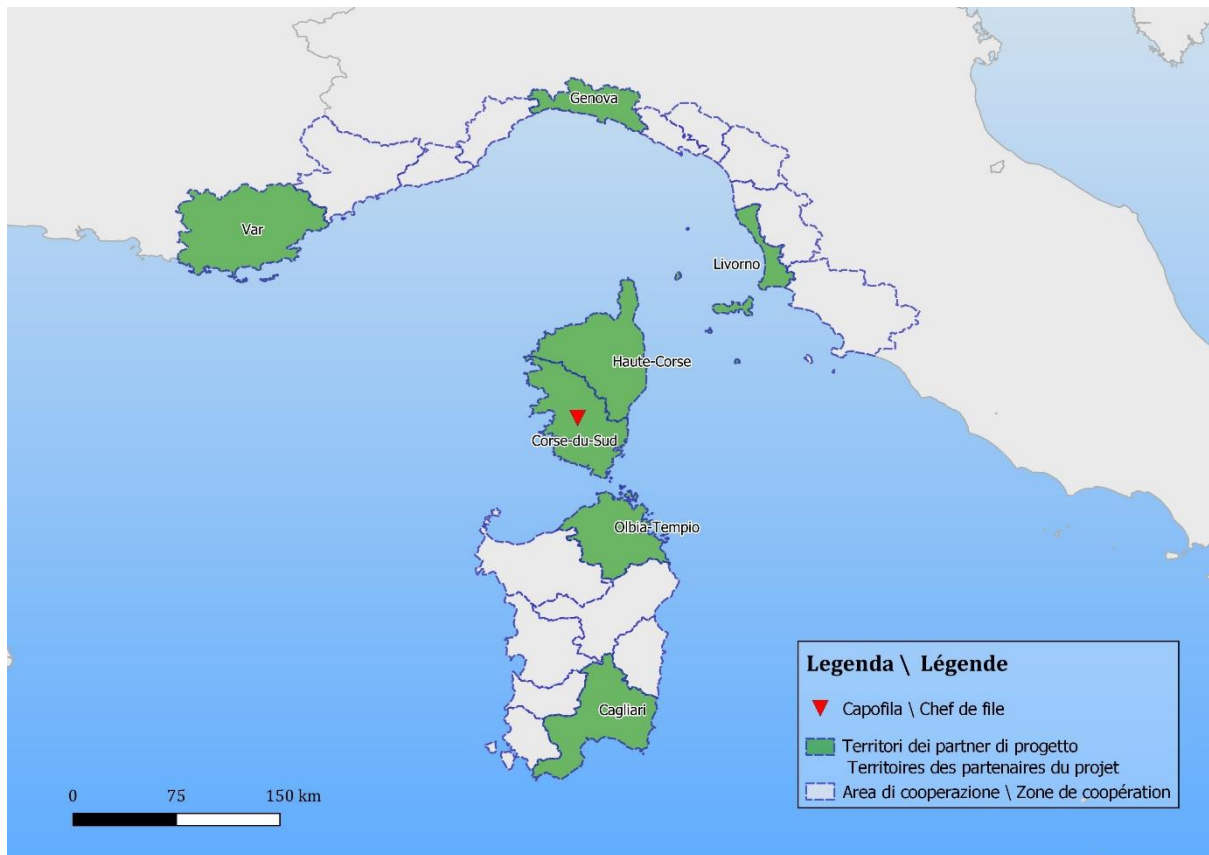 Genova
Var
Livorno
Haute-Corse
Corse-du-Sud
Olbia-Tempio
Cagliari
Legenda \ Légende
Capofila \ Chef de file
Territori dei partner di progetto
Territoires des partenaires du projet
Area di cooperazione \ Zone de coopération
0 75 150 km